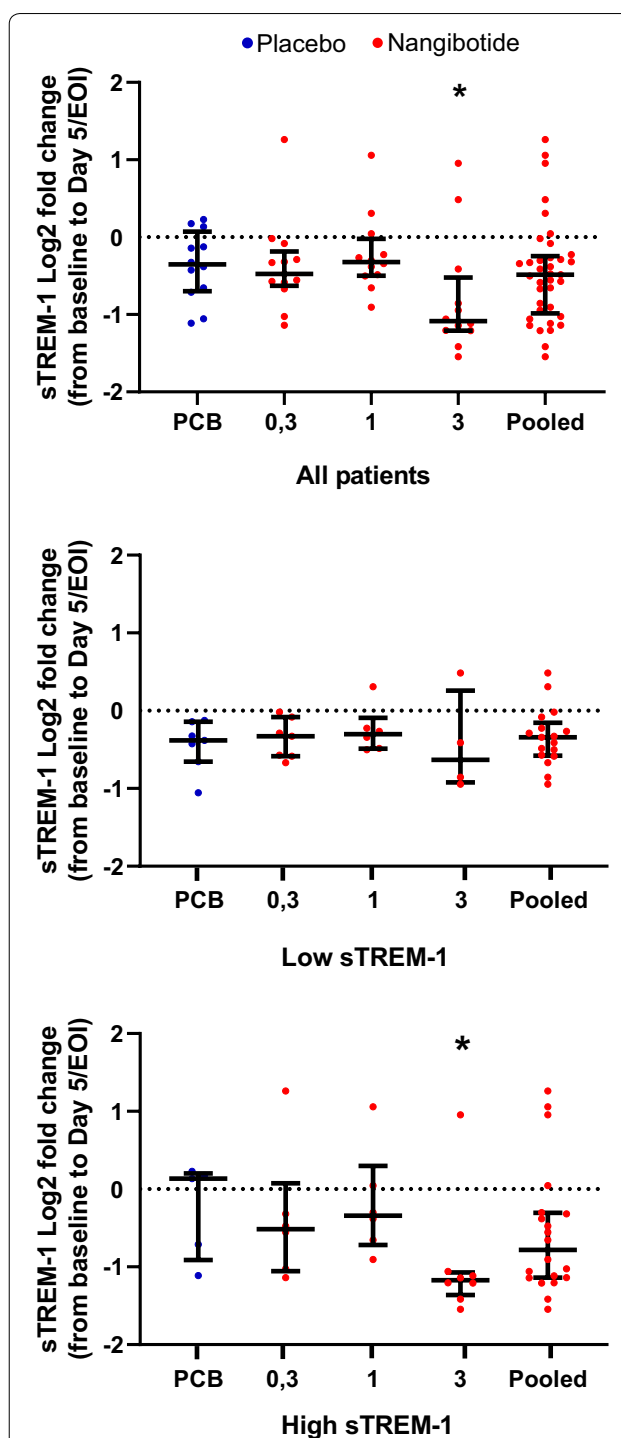 Placebo Nangibotide
sTREM-1 Log2 fold change
(from baseline to Day 5/EOI)
2
1
0
-1
-2
*
PCB 0,3 1 3 Pooled
All patients
sTREM-1 Log2 fold change
(from baseline to Day 5/EOI)
2
1
0
-1
-2
PCB 0,3 1 3 Pooled
Low sTREM-1
sTREM-1 Log2 fold change
(from baseline to Day 5/EOI)
2
1
0
-1
-2
*
PCB 0,3 1 3 Pooled
High sTREM-1